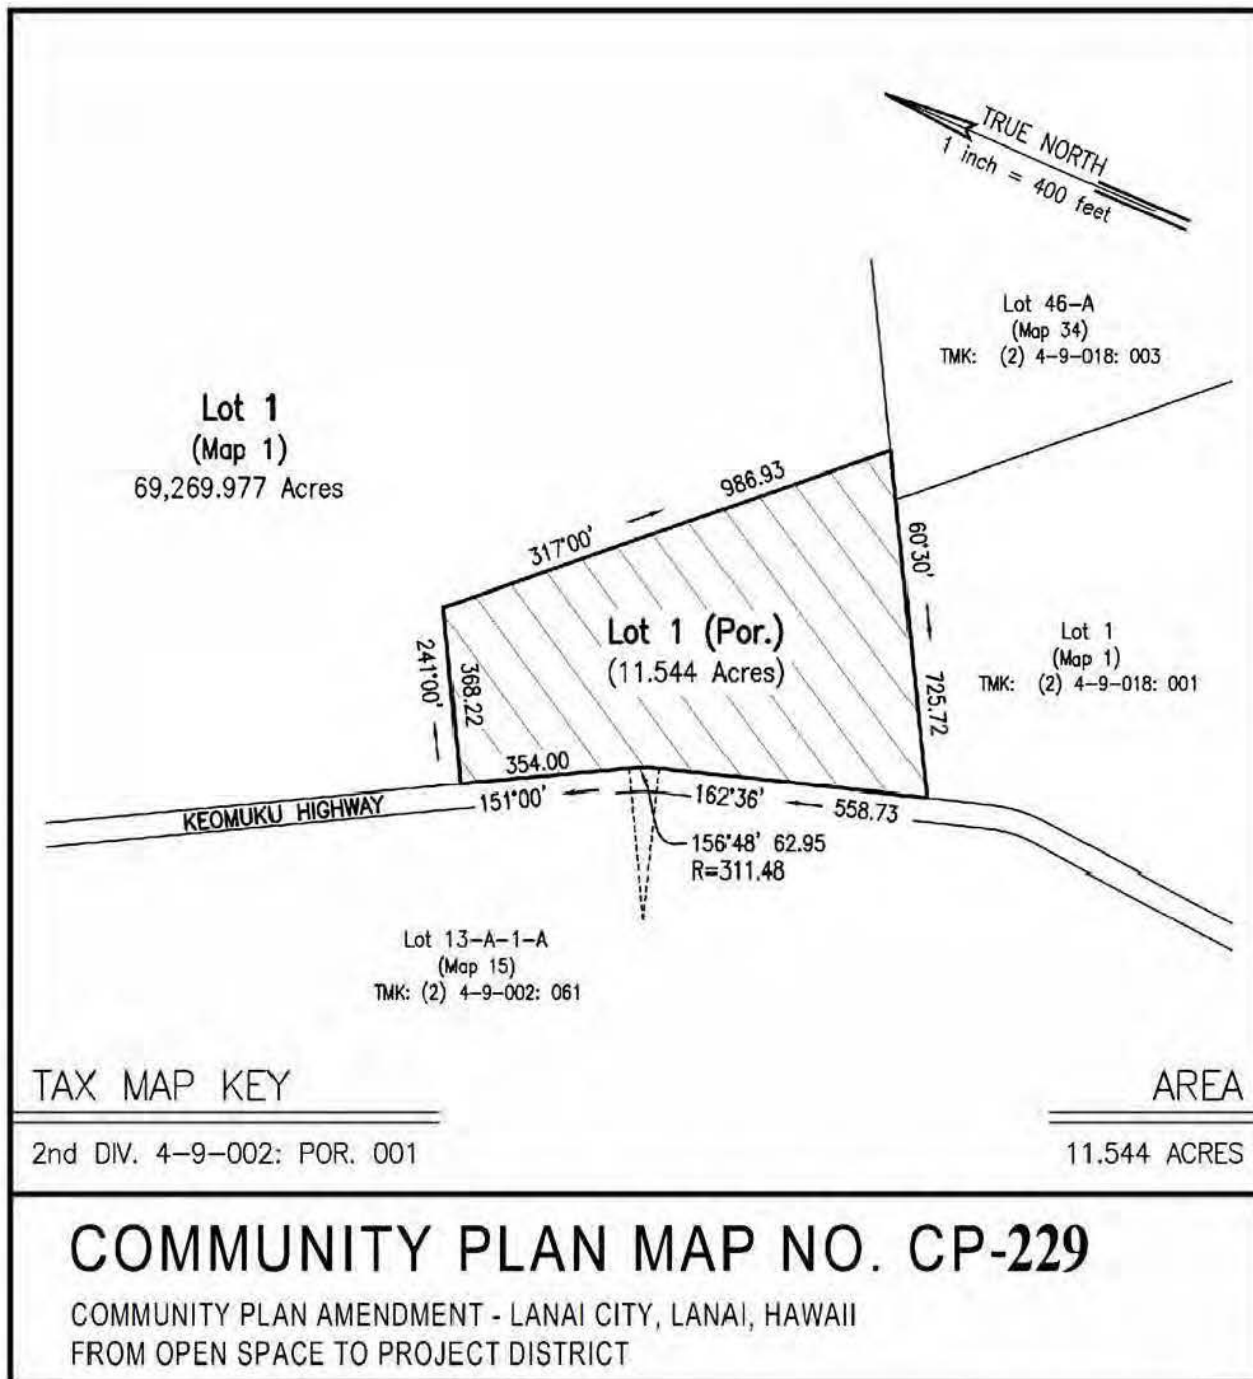 TRUE NORTH
1 inch = 400 feet
Lot 46-A
(Map 34)
TMK: (2) 4-9-018: 003
Lot 1
(Map 1)
69,269.977 Acres
986.93
317°00'
60°30'
Lot 1 (Por.)
(11.544 Acres)
Lot 1
(Map 1)
TMK: (2) 4-9-018: 001
241°00'
368.22
725.72
354.00
KEOMUKU HIGHWAY
151°00'
162°36'
558.73
156°48' 62.95
R=311.48
Lot 13-A-1-A
(Map 15)
TMK: (2) 4-9-002: 061
TAX MAP KEY
AREA
2nd DIV. 4-9-002: POR. 001
11.544 ACRES
COMMUNITY PLAN MAP NO. CP-229
COMMUNITY PLAN AMENDMENT - LANAI CITY, LANAI, HAWAII
FROM OPEN SPACE TO PROJECT DISTRICT